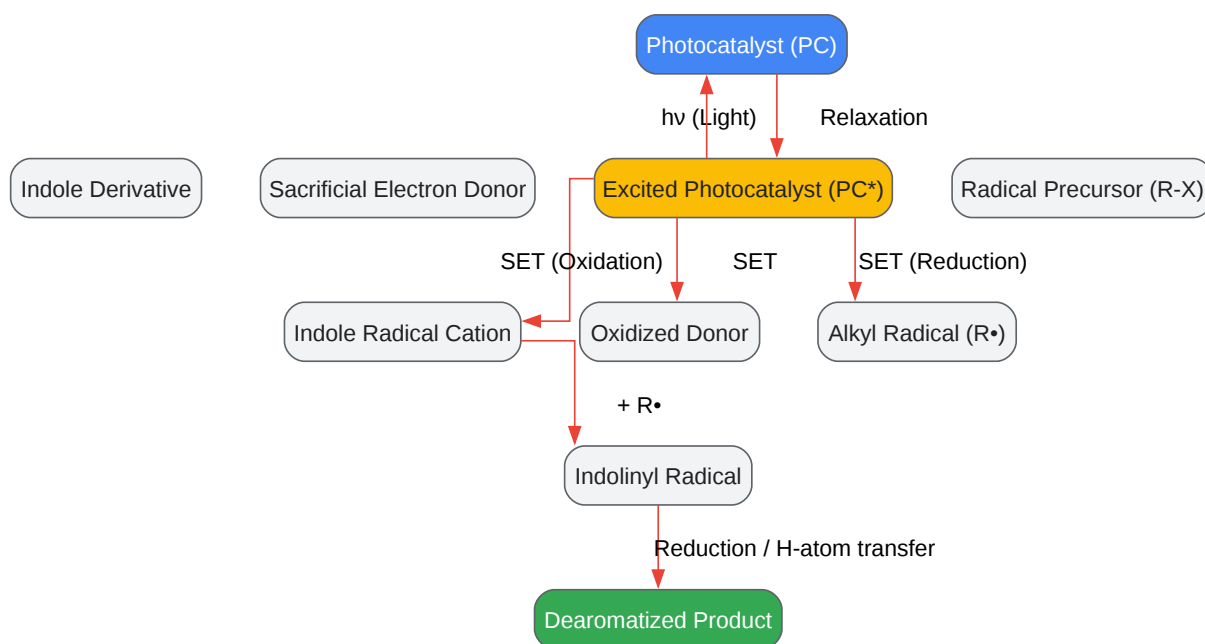 Photocatalyst (PC)
hν (Light)
Relaxation
Indole Derivative
Sacrificial Electron Donor
Excited Photocatalyst (PC*)
Radical Precursor (R-X)
SET (Oxidation)
SET
SET (Reduction)
Indole Radical Cation
Oxidized Donor
Alkyl Radical (R•)
+ R•
Indolinyl Radical
Reduction / H-atom transfer
Dearomatized Product